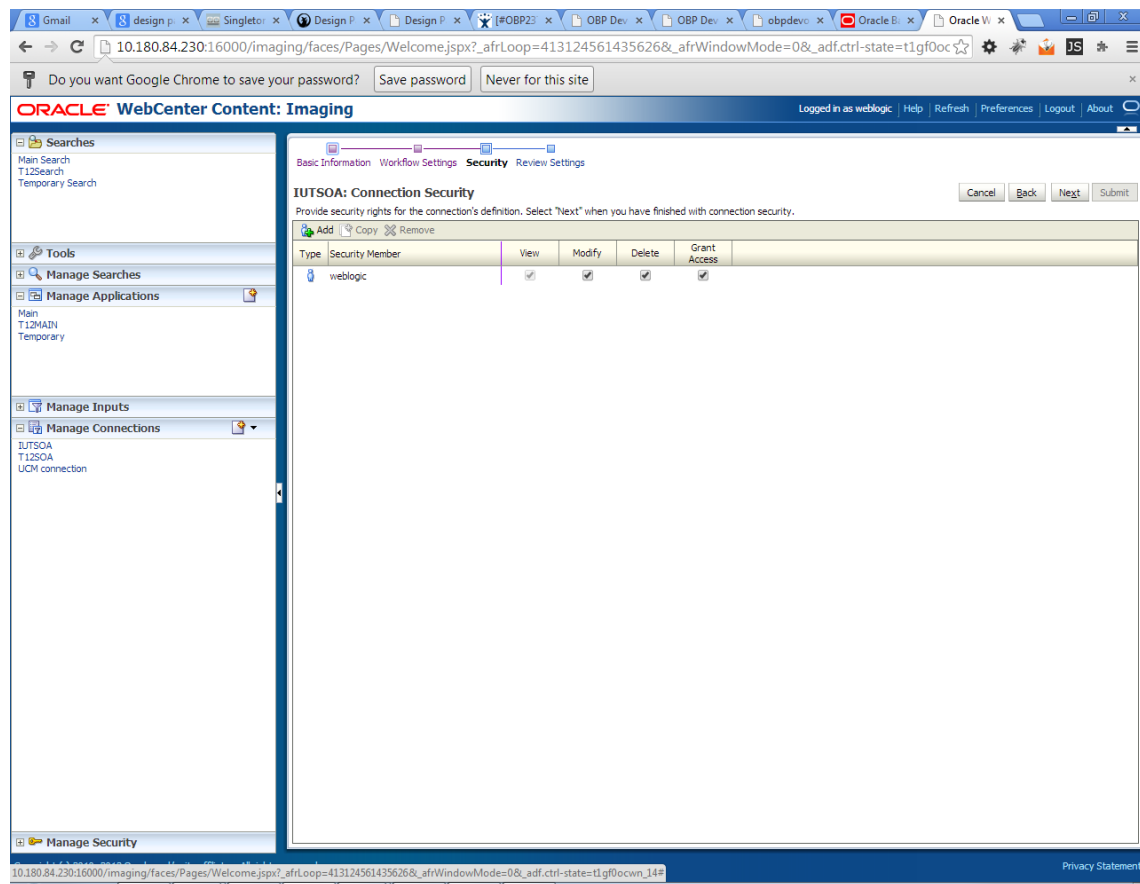 Gmail
design p
Singletor
Design P
Design P
[#OBP23
OBP Dev
OBP Dev
obpdevo
Oracle B
Oracle W
10.180.84.230:16000/imaging/faces/Pages/Welcome.jspx?_afrLoop=413124561435626&_afrWindowMode=0&_adf.ctrl-state=t1gf0oc
JS
Do you want Google Chrome to save your password? Save password Never for this site
ORACLE WebCenter Content: Imaging
Logged in as weblogic Help Refresh Preferences Logout About
Searches
Main Search
T12Search
Temporary Search
Tools
Manage Searches
Manage Applications
Main
T12MAIN
Temporary
Manage Inputs
Manage Connections
IUTSOA
T12SOA
UCM connection
Manage Security
Basic Information Workflow Settings Security Review Settings
IUTSOA: Connection Security
Cancel Back Next Submit
Provide security rights for the connection's definition. Select "Next" when you have finished with connection security.
Add Copy Remove
Type Security Member View Modify Delete Grant Access
weblogic
Privacy Statement
10.180.84.230:16000/imaging/faces/Pages/Welcome.jspx?_afrLoop=413124561435626&_afrWindowMode=0&_adf.ctrl-state=t1gf0ocwn_14#